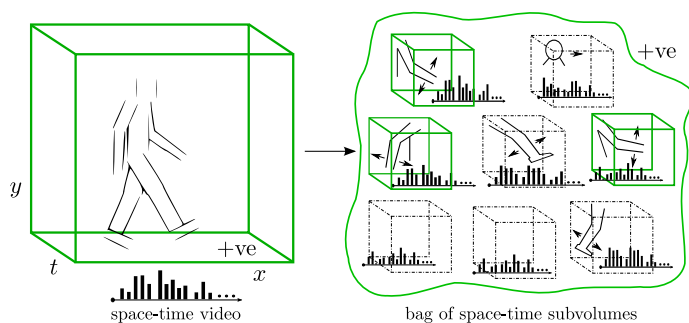 +ve
y
+ve
t
x
space-time video
bag of space-time subvolumes